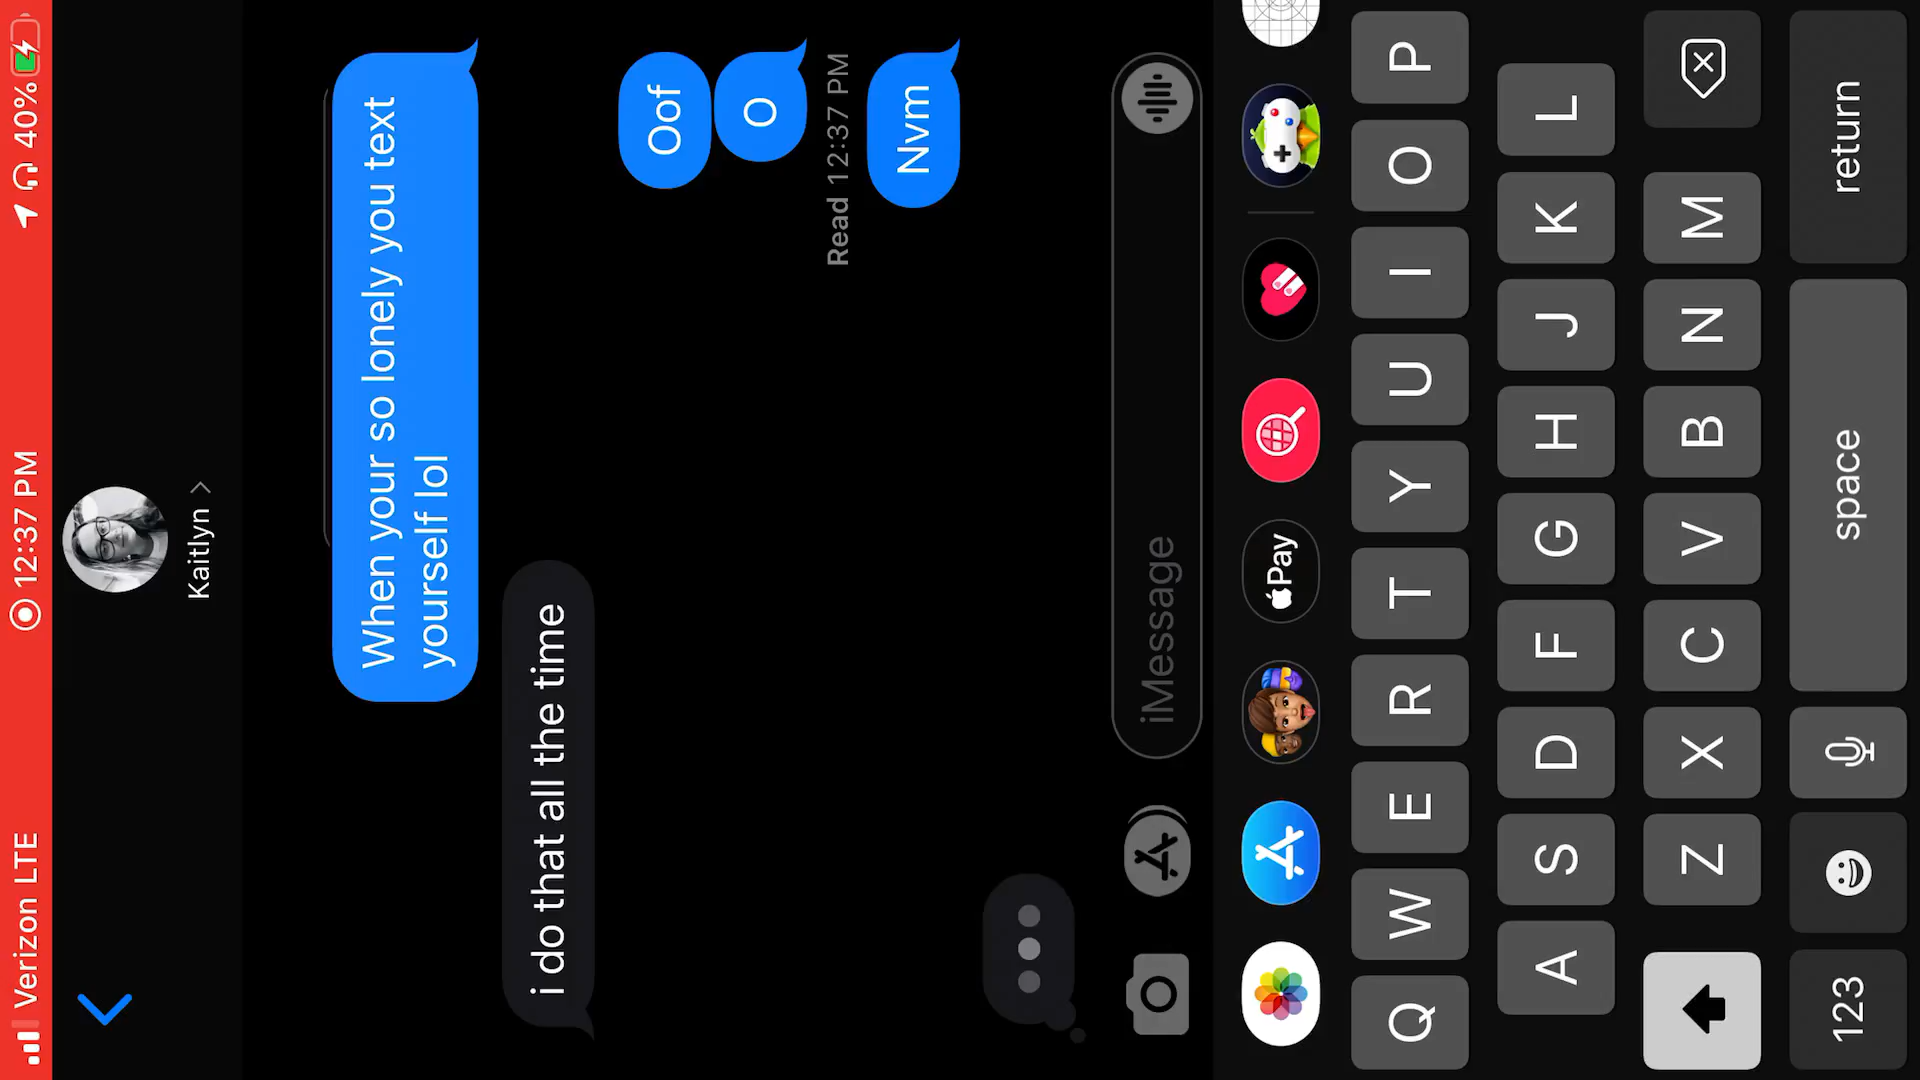 Verizon LTE 12:37 PM 40%
Kaitlyn >
When your so lonely you text
yourself lol
i do that all the time
Oof
O
Read 12:37 PM
Nvm
iMessage
Pay
Q W E R T Y U I O P
A S D F G H J K L
Z X C V B N M
123 space return